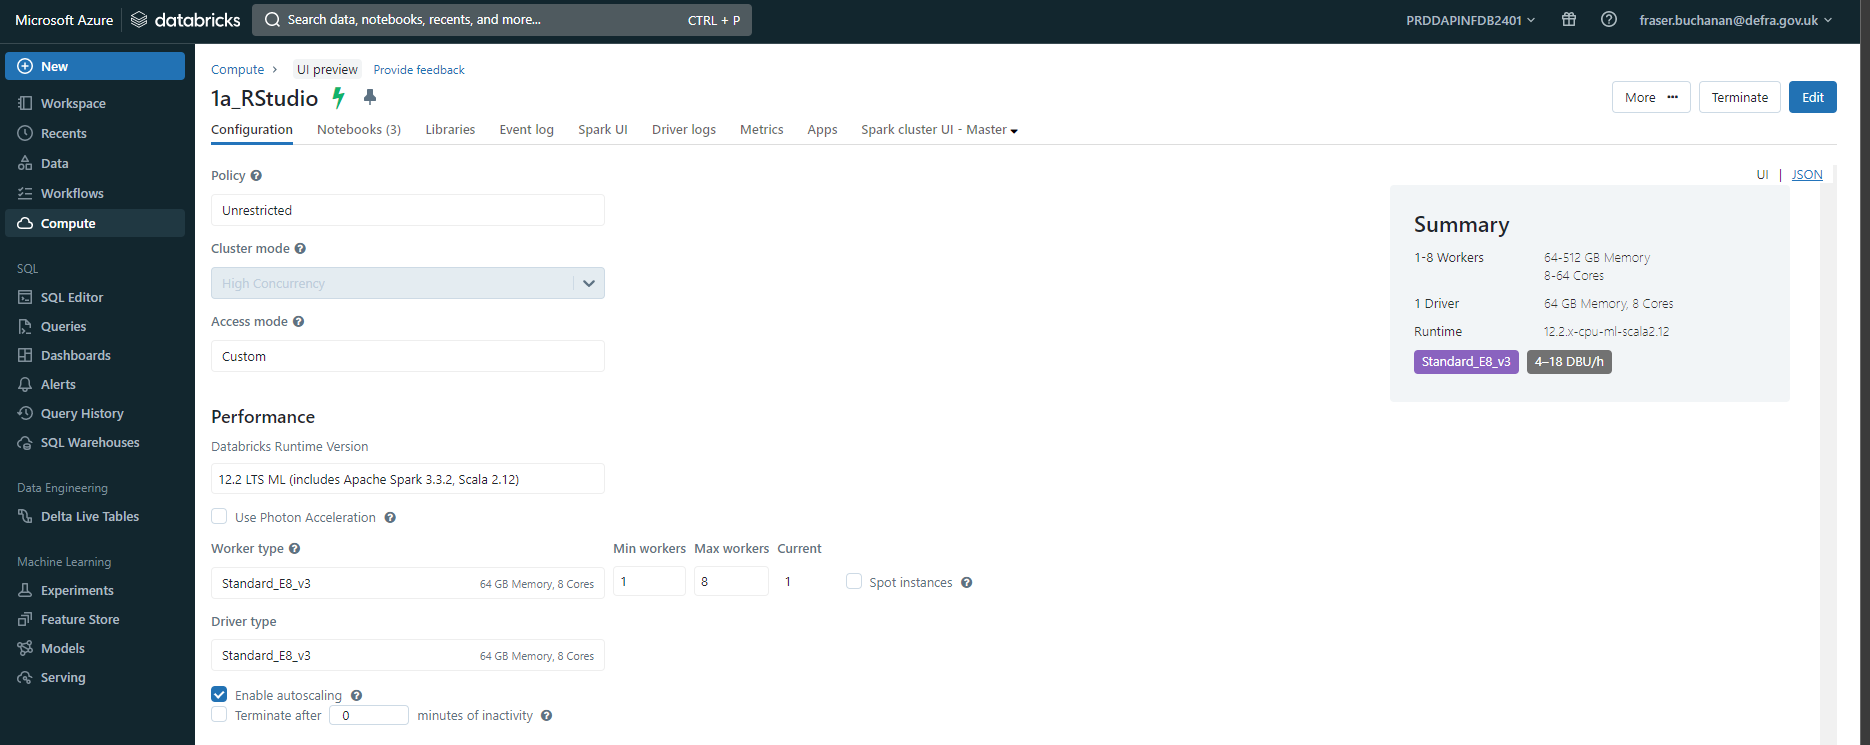 Microsoft Azure databricks Search data, notebooks, recents, and more... CTRL + P PRDDAPINFDB2401 fraser.buchanan@defra.gov.uk
New
Workspace
Recents
Data
Workflows
Compute
SQL
SQL Editor
Queries
Dashboards
Alerts
Query History
SQL Warehouses
Data Engineering
Delta Live Tables
Machine Learning
Experiments
Feature Store
Models
Serving
Compute UI preview Provide feedback
1a_RStudio
More Terminate Edit
Configuration Notebooks (3) Libraries Event log Spark UI Driver logs Metrics Apps Spark cluster UI - Master
UI | JSON
Policy
Unrestricted
Cluster mode
High Concurrency
Access mode
Custom
Performance
Databricks Runtime Version
12.2 LTS ML (includes Apache Spark 3.3.2, Scala 2.12)
Use Photon Acceleration
Worker type Min workers Max workers Current
Standard_E8_v3 64 GB Memory, 8 Cores 1 8 1 Spot instances
Driver type
Standard_E8_v3 64 GB Memory, 8 Cores
Enable autoscaling
Terminate after 0 minutes of inactivity
Summary
1-8 Workers 64-512 GB Memory
8-64 Cores
1 Driver 64 GB Memory, 8 Cores
Runtime 12.2.x-cpu-ml-scala2.12
Standard_E8_v3 4–18 DBU/h